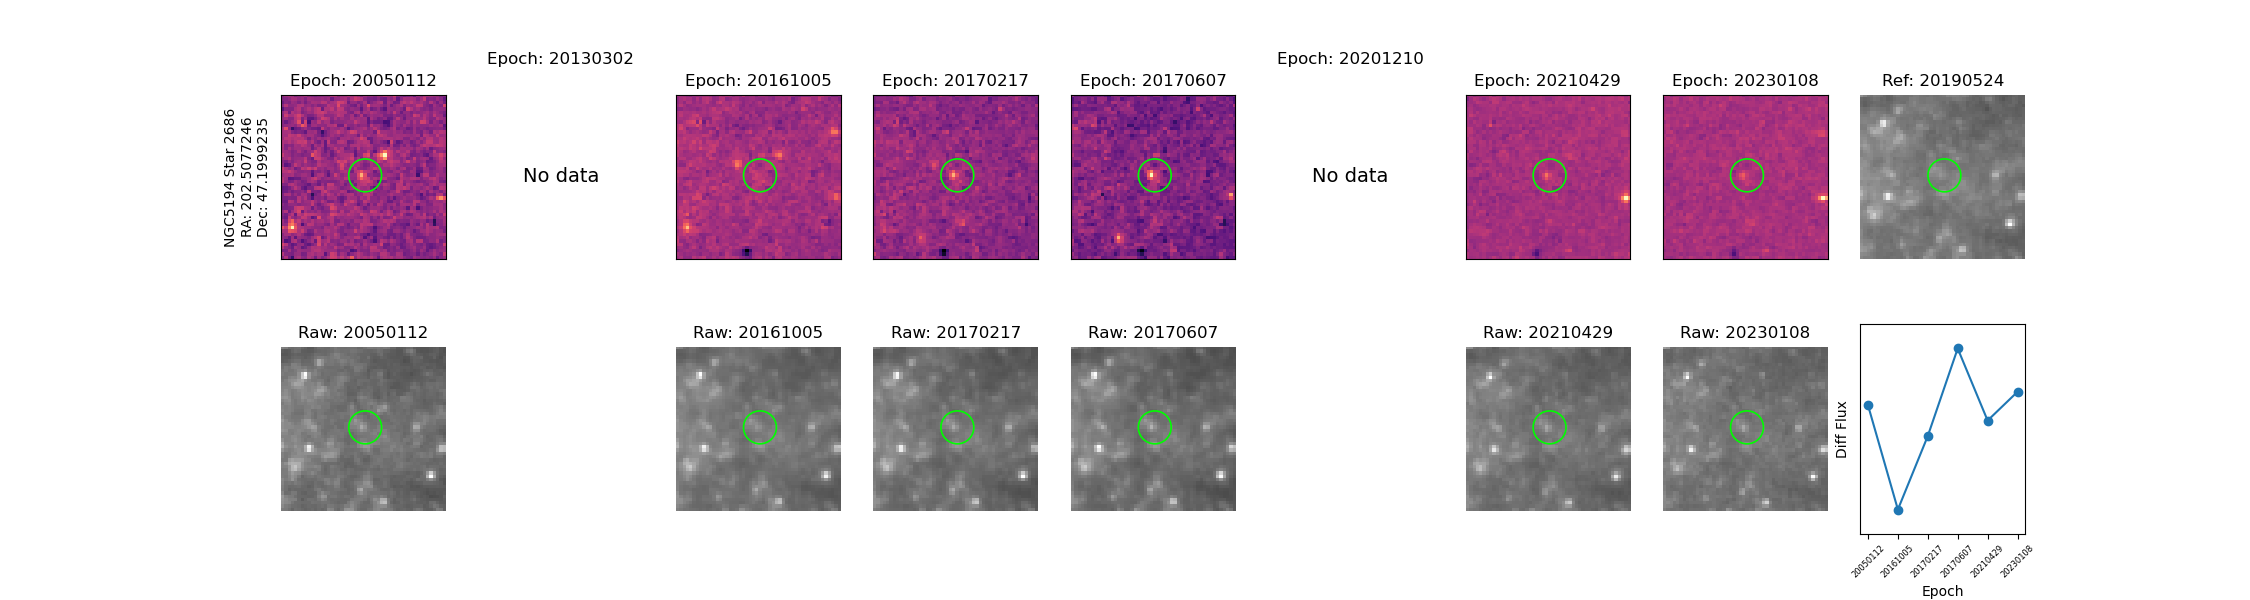 Epoch: 20130302
Epoch: 20201210
Epoch: 20050112
Epoch: 20161005
Epoch: 20170217
Epoch: 20170607
Epoch: 20210429
Epoch: 20230108
Ref: 20190524
NGC5194 Star 2686
RA: 202.5077246
Dec: 47.1999235
No data
No data
Raw: 20050112
Raw: 20161005
Raw: 20170217
Raw: 20170607
Raw: 20210429
Raw: 20230108
Diff Flux
20050112
20161005
20170217
20170607
20210429
20230108
Epoch